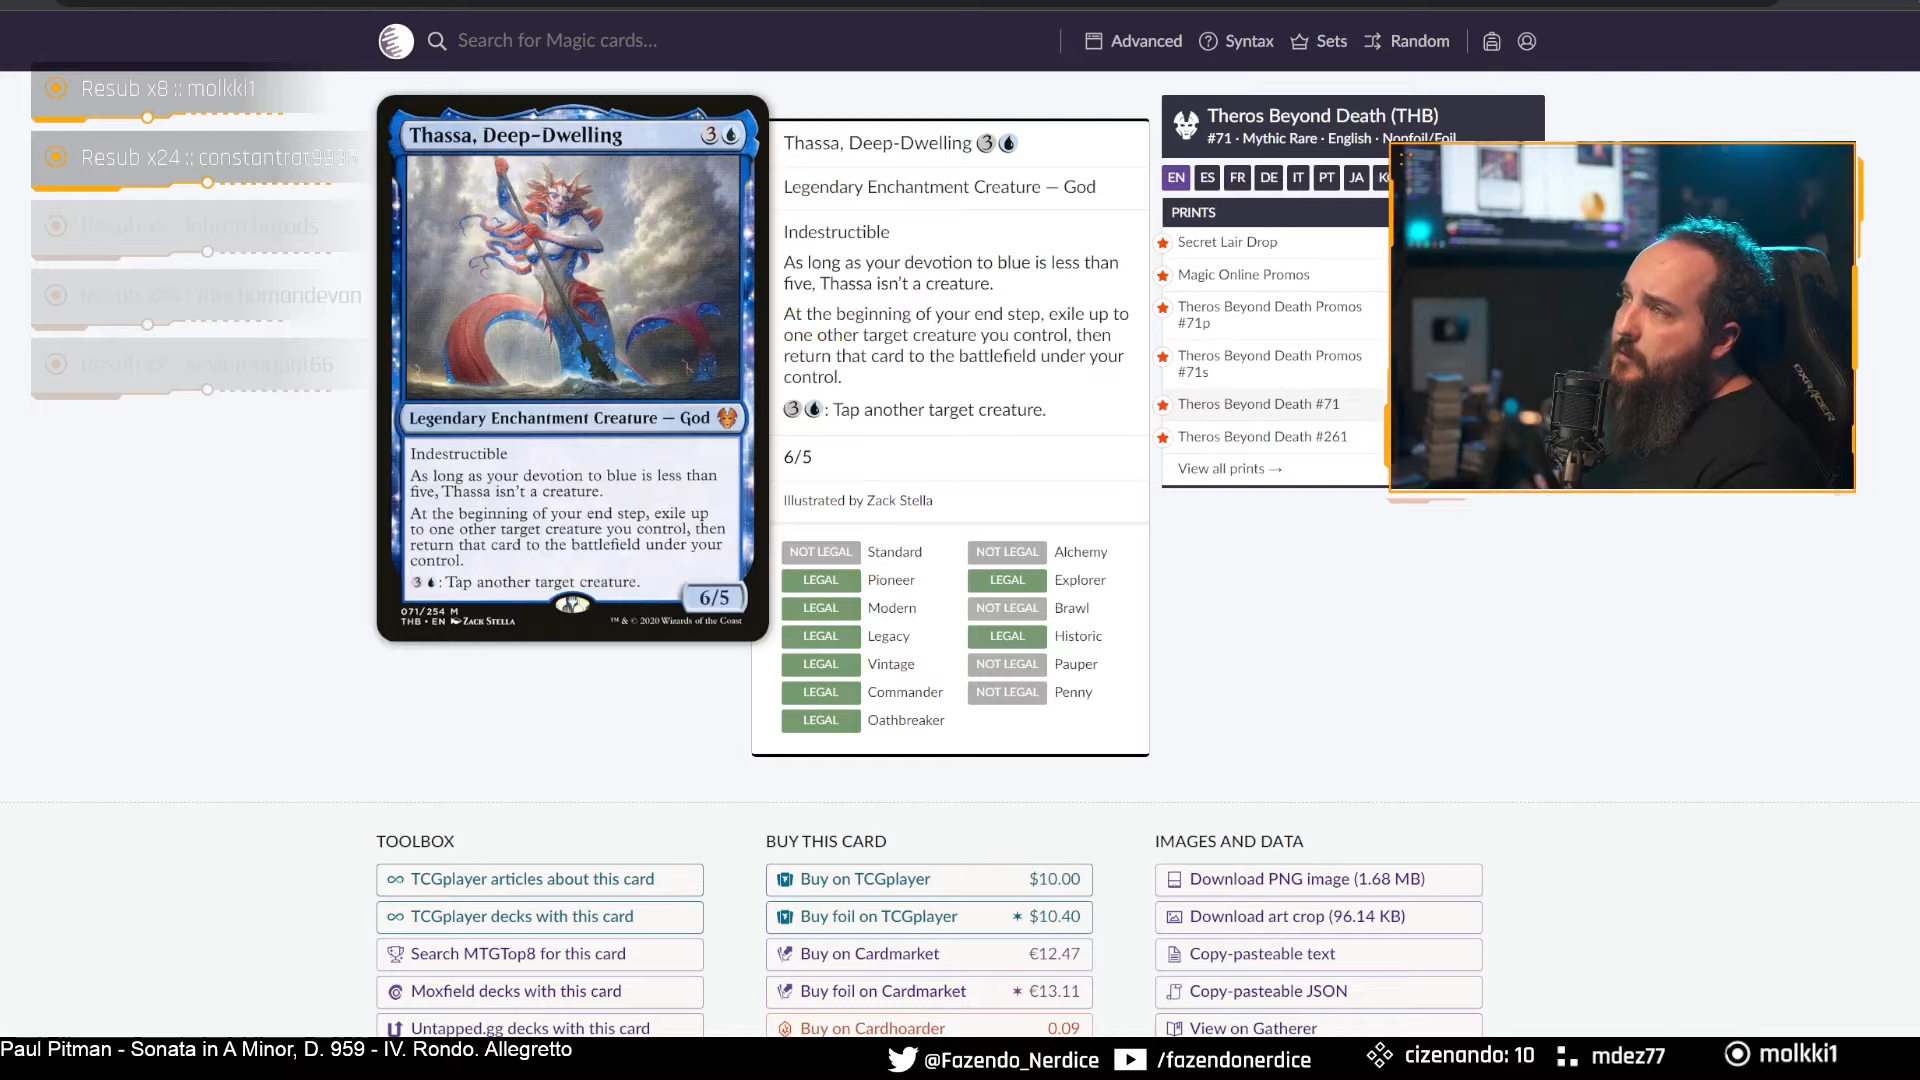 Search for Magic cards...
Advanced
Syntax
Sets
Random
Resub x8 :: molkki1
Resub x24 :: constantrat9935
Thassa, Deep-Dwelling 3
Legendary Enchantment Creature — God
Indestructible
As long as your devotion to blue is less than
five, Thassa isn't a creature.
At the beginning of your end step, exile up
to one other target creature you control, then
return that card to the battlefield under your
control.
3 : Tap another target creature.
6/5
071/254 M
THB • EN Zack Stella
™ & © 2020 Wizards of the Coast
Thassa, Deep-Dwelling 3
Legendary Enchantment Creature — God
Indestructible
As long as your devotion to blue is less than
five, Thassa isn't a creature.
At the beginning of your end step, exile up to
one other target creature you control, then
return that card to the battlefield under your
control.
3 : Tap another target creature.
6/5
Illustrated by Zack Stella
NOT LEGAL Standard NOT LEGAL Alchemy
LEGAL Pioneer LEGAL Explorer
LEGAL Modern NOT LEGAL Brawl
LEGAL Legacy LEGAL Historic
LEGAL Vintage NOT LEGAL Pauper
LEGAL Commander NOT LEGAL Penny
LEGAL Oathbreaker
Theros Beyond Death (THB)
#71 · Mythic Rare · English · Nonfoil/Foil
EN ES FR DE IT PT JA
PRINTS
Secret Lair Drop
Magic Online Promos
Theros Beyond Death Promos
#71p
Theros Beyond Death Promos
#71s
Theros Beyond Death #71
Theros Beyond Death #261
View all prints →
DXRACER
TOOLBOX
TCGplayer articles about this card
TCGplayer decks with this card
Search MTGTop8 for this card
Moxfield decks with this card
Untapped.gg decks with this card
BUY THIS CARD
Buy on TCGplayer $10.00
Buy foil on TCGplayer ✶ $10.40
Buy on Cardmarket €12.47
Buy foil on Cardmarket ✶ €13.11
Buy on Cardhoarder 0.09
IMAGES AND DATA
Download PNG image (1.68 MB)
Download art crop (96.14 KB)
Copy-pasteable text
Copy-pasteable JSON
View on Gatherer
Paul Pitman - Sonata in A Minor, D. 959 - IV. Rondo. Allegretto
@Fazendo_Nerdice
/fazendonerdice
cizenando: 10
mdez77
molkki1